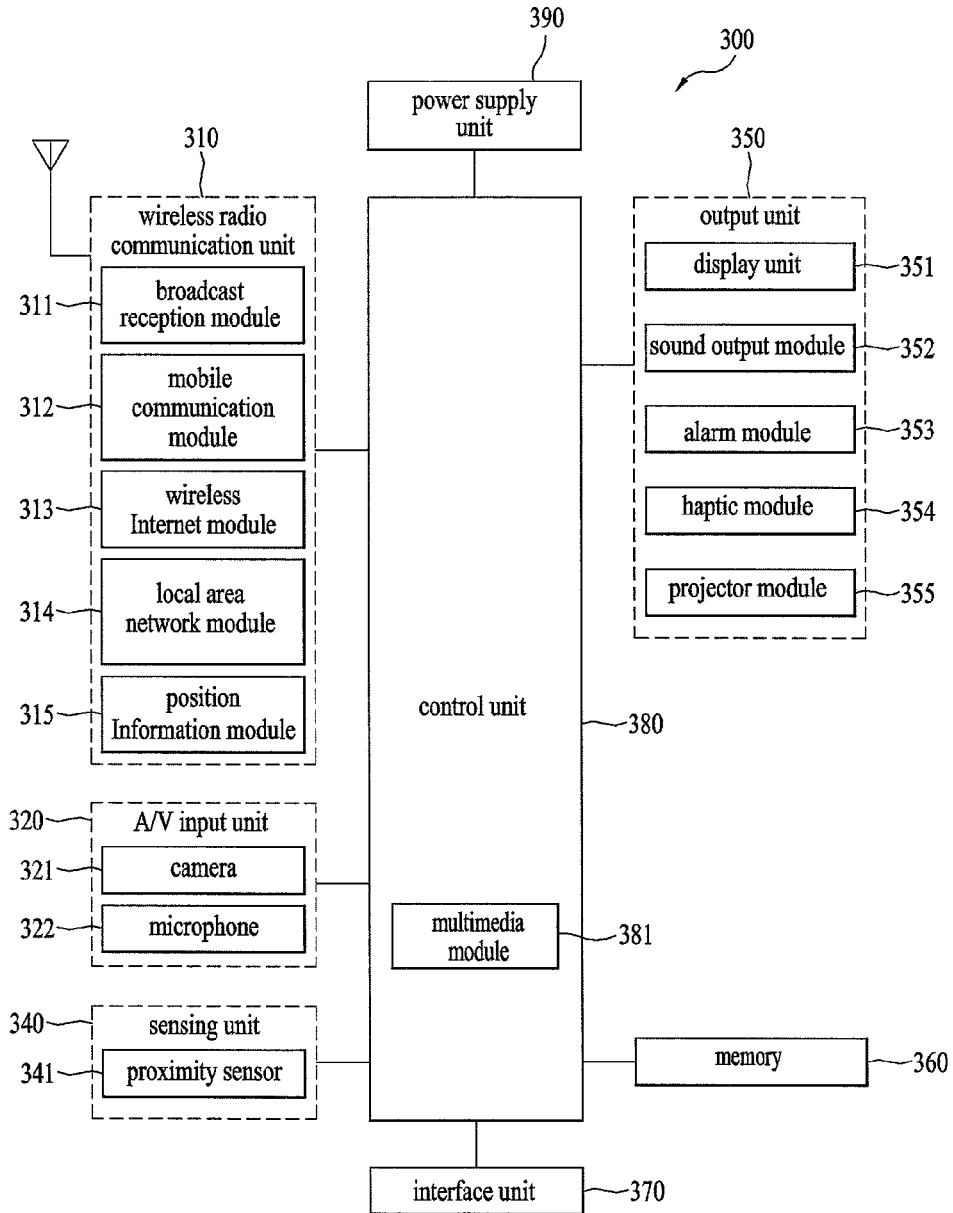 390
300
power supply
unit
310
350
wireless radio
communication unit
output unit
311
broadcast
reception module
display unit
351
312
mobile
communication
module
sound output module
352
313
wireless
Internet module
alarm module
353
314
local area
network module
haptic module
354
315
position
Information module
projector module
355
control unit
380
320
A/V input unit
321
camera
322
microphone
multimedia
module
381
340
sensing unit
341
proximity sensor
memory
360
interface unit
370